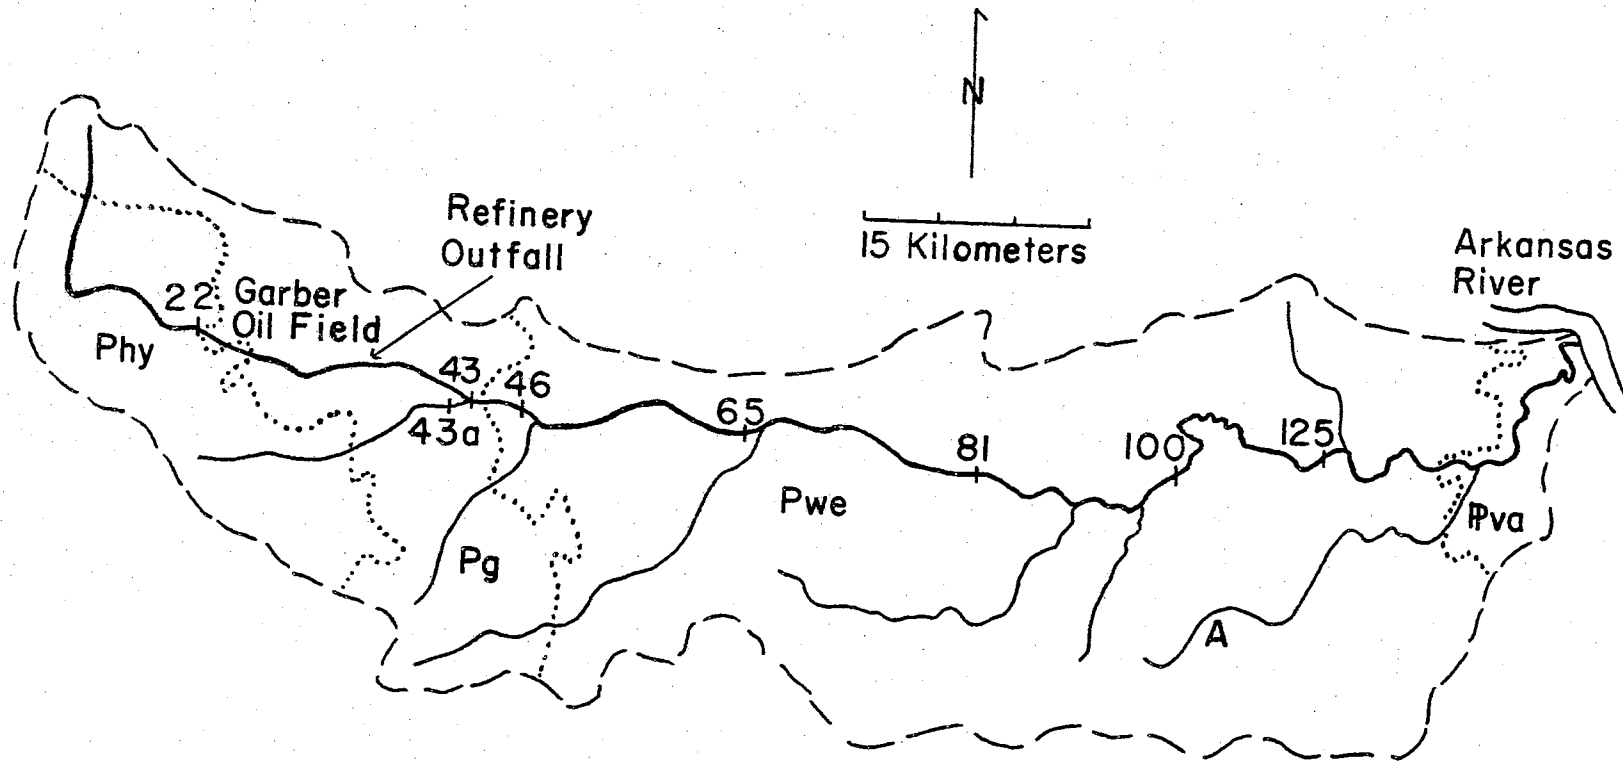 N
Refinery
Outfall
15 Kilometers
Arkansas
River
22
Garber
Oil Field
Phy
43
46
43a
65
81
100
125
Pwe
Pg
ⅠPva
A